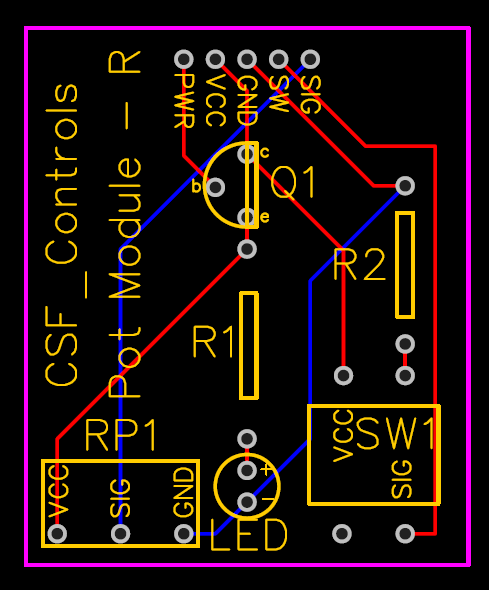 CSF_Controls
Pot Module - R
PWR
VCC
GND
SW
SIG
c
b
e
Q1
R2
R1
RP1
VCC
SIG
GND
+
-
LED
VCC
SW1
SIG